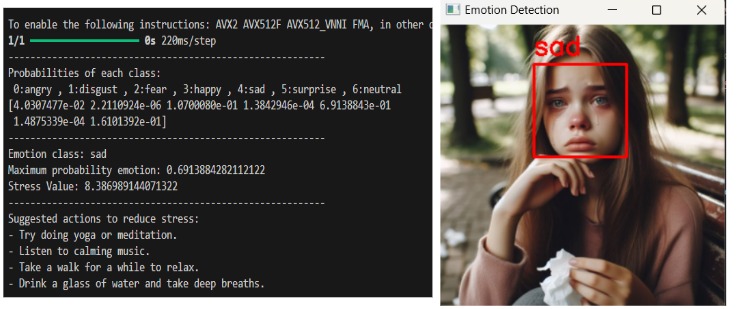 To enable the following instructions: AVX2 AVX512F AVX512_VNNI FMA, in other
1/1 ━━━━━━━━━━━━━━━━━━━━ 0s 220ms/step
----------------------------------------------------------
Probabilities of each class:
0:angry , 1:disgust , 2:fear , 3:happy , 4:sad , 5:surprise , 6:neutral
[4.0307477e-02 2.2110924e-06 1.0700080e-01 1.3842946e-04 6.9138843e-01
1.4875339e-04 1.6101392e-01]
----------------------------------------------------------
Emotion class: sad
Maximum probability emotion: 0.6913884282112122
Stress Value: 8.386989144071322
----------------------------------------------------------
Suggested actions to reduce stress:
- Try doing yoga or meditation.
- Listen to calming music.
- Take a walk for a while to relax.
- Drink a glass of water and take deep breaths.
Emotion Detection
sad